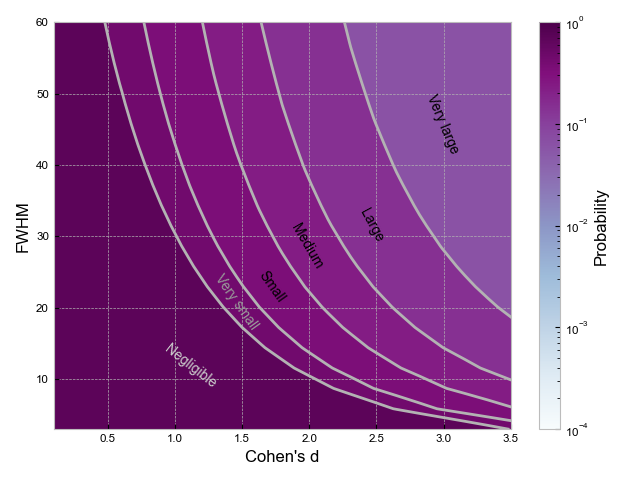 60
50
40
30
20
10
FWHM
0.5
1.0
1.5
2.0
2.5
3.0
3.5
Cohen's d
Negligible
Very small
Small
Medium
Large
Very large
10^0
10^-1
10^-2
10^-3
10^-4
Probability